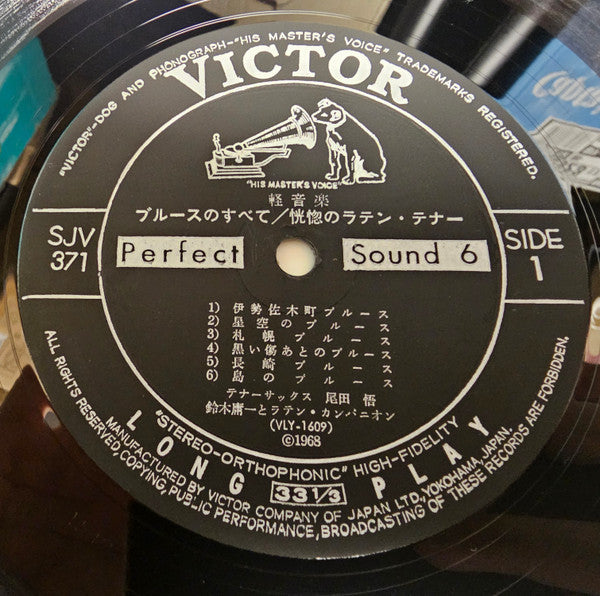 "VICTOR"-DOG AND PHONOGRAPH-"HIS MASTER'S VOICE" TRADEMARKS REGISTERED.
VICTOR
"HIS MASTER'S VOICE"
軽音楽
ブルースのすべて／恍惚のラテン・テナー
SJV 371
Perfect Sound 6
SIDE 1
1) 伊勢佐木町ブルース
2) 星空のブルース
3) 札幌ブルース
4) 黒い傷あとのブルース
5) 長崎ブルース
6) 島のブルース
テナーサックス 尾田 悟
鈴木庸一とラテン・カンパニオン
(VLY-1609)
©1968
"STEREO-ORTHOPHONIC" HIGH-FIDELITY
LONG 33 1/3 PLAY
MANUFACTURED BY VICTOR COMPANY OF JAPAN LTD., YOKOHAMA, JAPAN.
ALL RIGHTS RESERVED, COPYING, PUBLIC PERFORMANCE, BROADCASTING OF THESE RECORDS ARE FORBIDDEN.